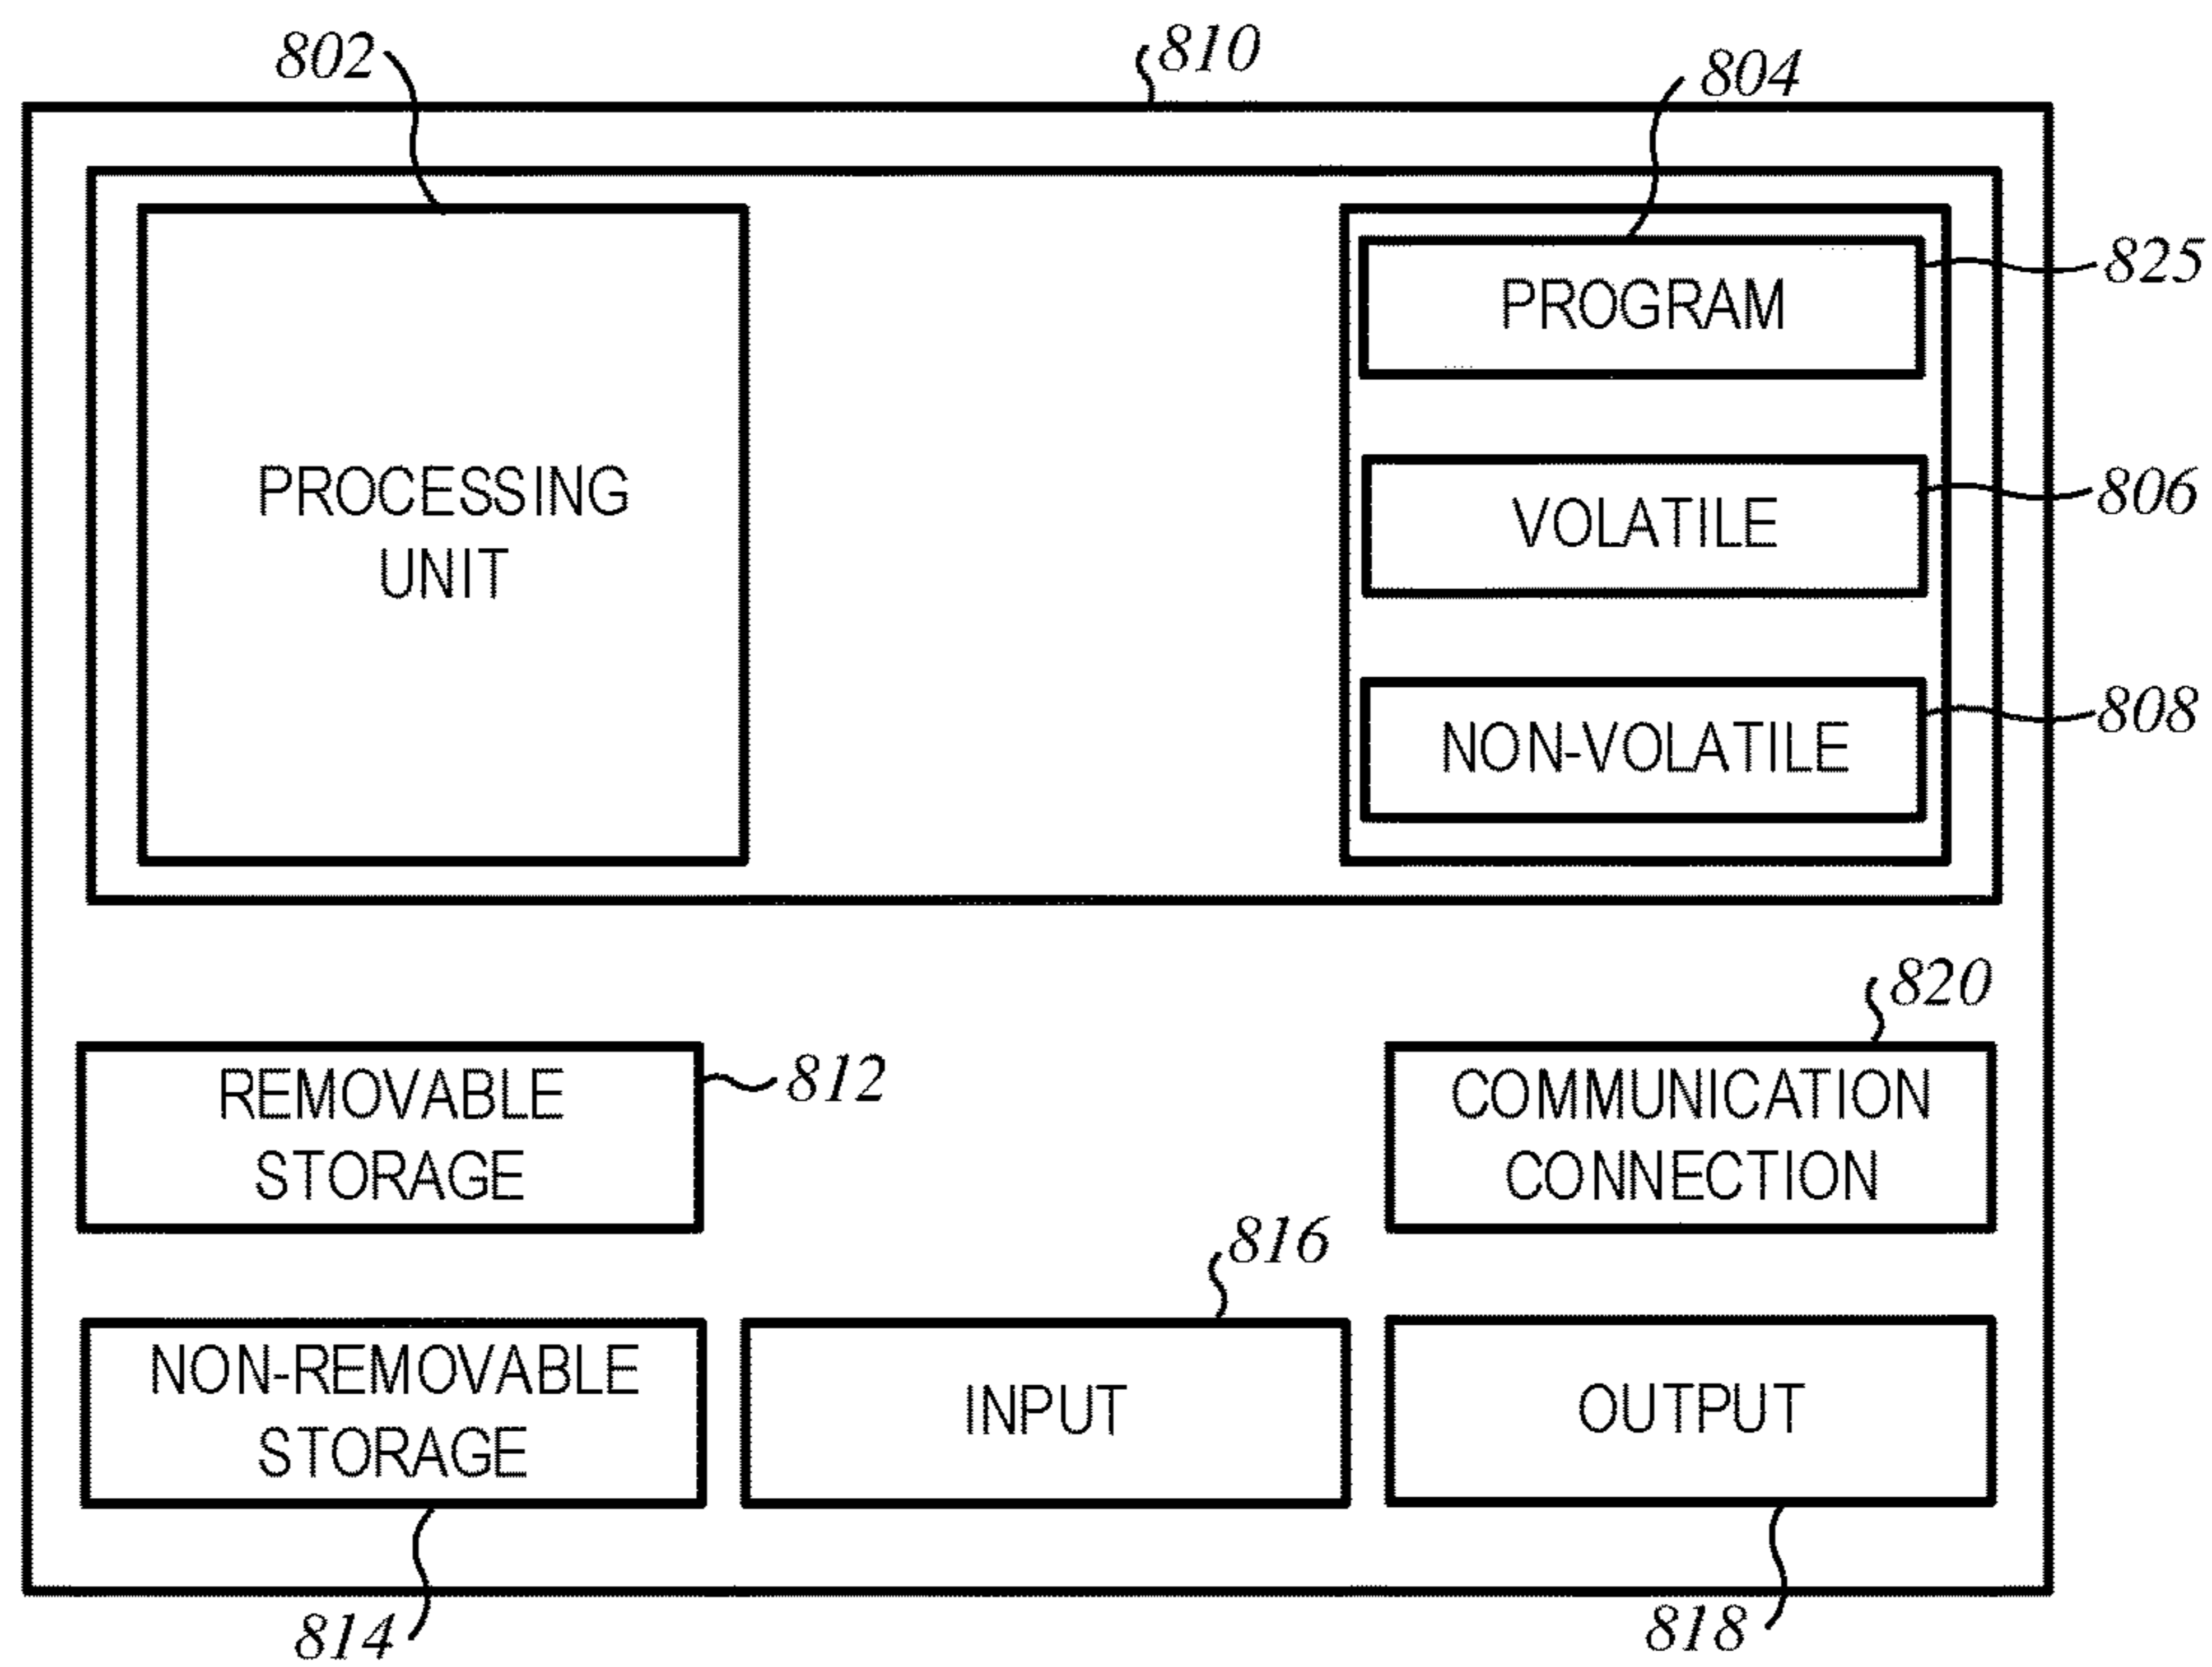 802
810
804
PROGRAM
825
PROCESSING
UNIT
VOLATILE
806
NON-VOLATILE
808
820
REMOVABLE
STORAGE
812
COMMUNICATION
CONNECTION
816
NON-REMOVABLE
STORAGE
INPUT
OUTPUT
814
818